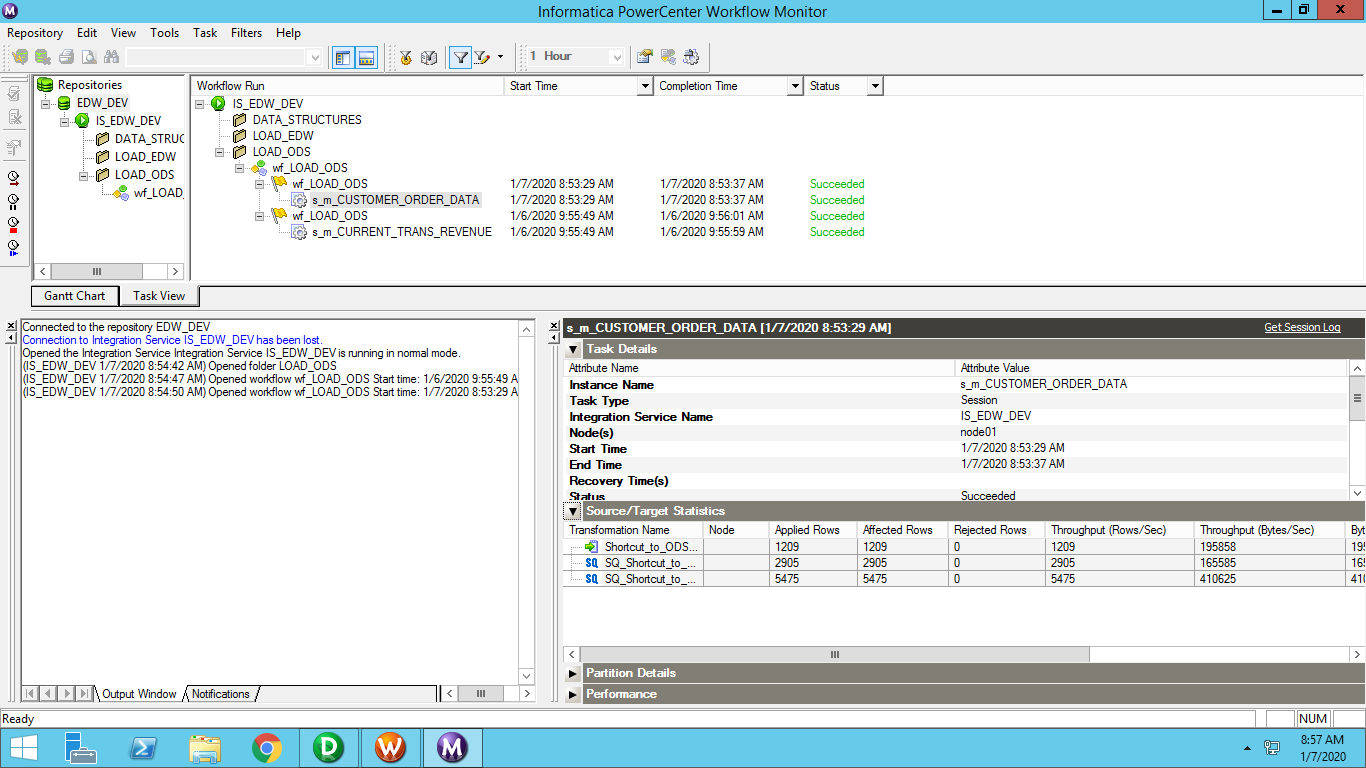 Informatica PowerCenter Workflow Monitor
Repository Edit View Tools Task Filters Help
1 Hour
Repositories
EDW_DEV
IS_EDW_DEV
DATA_STRUC
LOAD_EDW
LOAD_ODS
wf_LOAD_
Workflow Run Start Time Completion Time Status
IS_EDW_DEV
DATA_STRUCTURES
LOAD_EDW
LOAD_ODS
wf_LOAD_ODS
wf_LOAD_ODS 1/7/2020 8:53:29 AM 1/7/2020 8:53:37 AM Succeeded
s_m_CUSTOMER_ORDER_DATA 1/7/2020 8:53:29 AM 1/7/2020 8:53:37 AM Succeeded
wf_LOAD_ODS 1/6/2020 9:55:49 AM 1/6/2020 9:56:01 AM Succeeded
s_m_CURRENT_TRANS_REVENUE 1/6/2020 9:55:49 AM 1/6/2020 9:55:59 AM Succeeded
Gantt Chart Task View
Connected to the repository EDW_DEV
Connection to Integration Service IS_EDW_DEV has been lost.
Opened the Integration Service Integration Service IS_EDW_DEV is running in normal mode.
(IS_EDW_DEV 1/7/2020 8:54:42 AM) Opened folder LOAD_ODS
(IS_EDW_DEV 1/7/2020 8:54:47 AM) Opened workflow wf_LOAD_ODS Start time: 1/6/2020 9:55:49 A
(IS_EDW_DEV 1/7/2020 8:54:50 AM) Opened workflow wf_LOAD_ODS Start time: 1/7/2020 8:53:29 A
Output Window Notifications
s_m_CUSTOMER_ORDER_DATA [1/7/2020 8:53:29 AM] Get Session Log
Task Details
Attribute Name Attribute Value
Instance Name s_m_CUSTOMER_ORDER_DATA
Task Type Session
Integration Service Name IS_EDW_DEV
Node(s) node01
Start Time 1/7/2020 8:53:29 AM
End Time 1/7/2020 8:53:37 AM
Recovery Time(s)
Status Succeeded
Source/Target Statistics
Transformation Name Node Applied Rows Affected Rows Rejected Rows Throughput (Rows/Sec) Throughput (Bytes/Sec) Byt
Shortcut_to_ODS... 1209 1209 0 1209 195858 195
SQ SQ_Shortcut_to_... 2905 2905 0 2905 165585 165
SQ SQ_Shortcut_to_... 5475 5475 0 5475 410625 410
Partition Details
Performance
Ready NUM
8:57 AM
1/7/2020